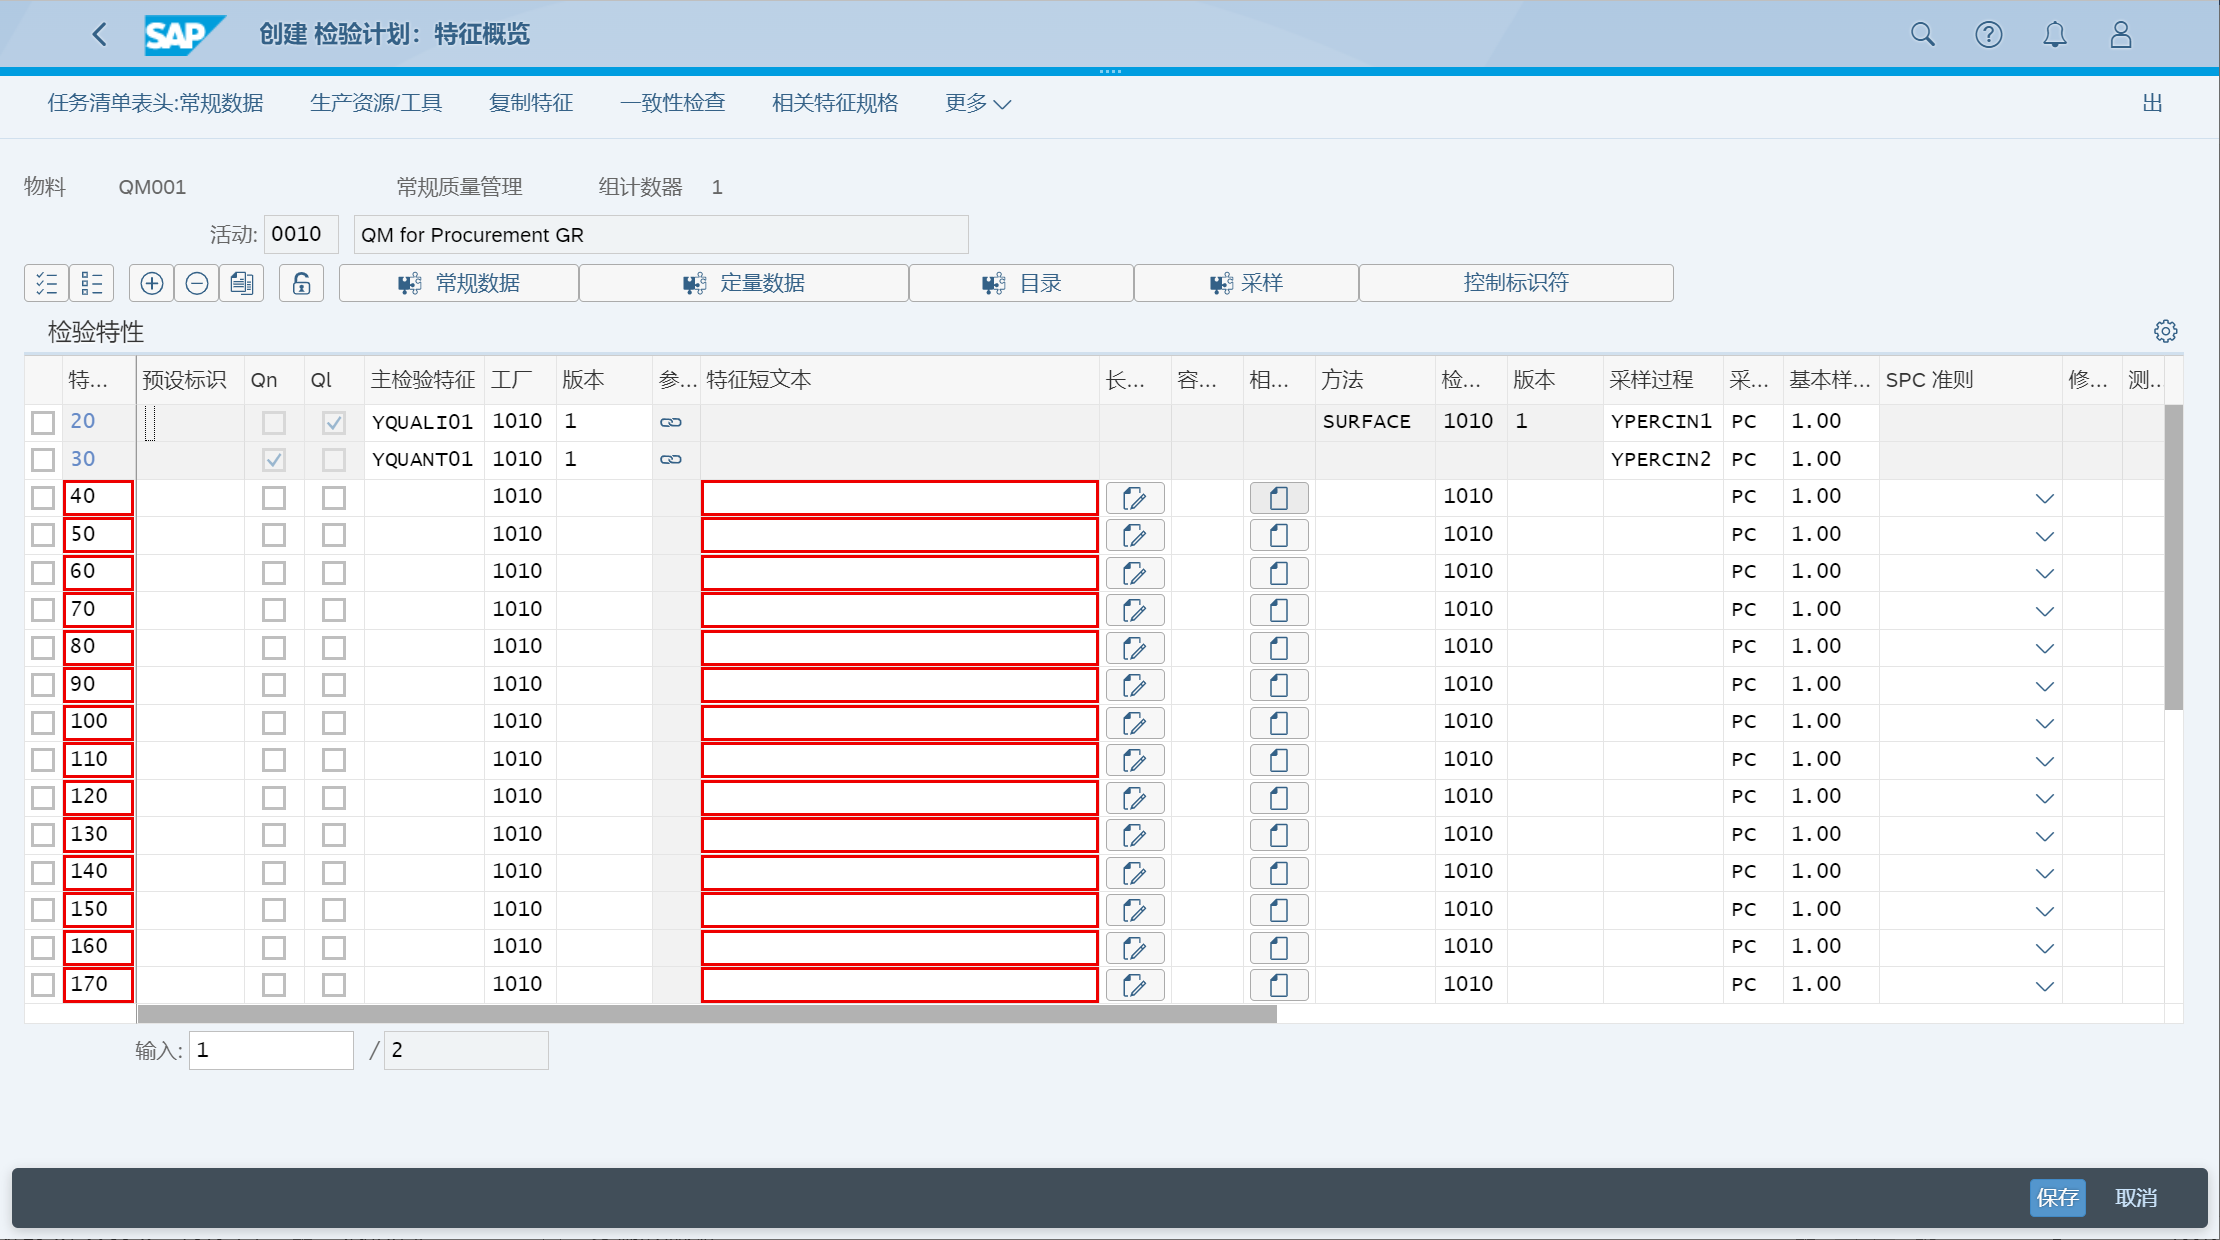 SAP 创建 检验计划：特征概览
任务清单表头:常规数据 生产资源/工具 复制特征 一致性检查 相关特征规格 更多 出
物料 QM001 常规质量管理 组计数器 1
活动: 0010 QM for Procurement GR
常规数据 定量数据 目录 采样 控制标识符
检验特性
特... 预设标识 Qn Ql 主检验特征 工厂 版本 参... 特征短文本 长... 容... 相... 方法 检... 版本 采样过程 采... 基本样... SPC 准则 修... 测..
20 YQUALI01 1010 1 SURFACE 1010 1 YPERCIN1 PC 1.00
30 YQUANT01 1010 1 YPERCIN2 PC 1.00
40 1010 1010 PC 1.00
50 1010 1010 PC 1.00
60 1010 1010 PC 1.00
70 1010 1010 PC 1.00
80 1010 1010 PC 1.00
90 1010 1010 PC 1.00
100 1010 1010 PC 1.00
110 1010 1010 PC 1.00
120 1010 1010 PC 1.00
130 1010 1010 PC 1.00
140 1010 1010 PC 1.00
150 1010 1010 PC 1.00
160 1010 1010 PC 1.00
170 1010 1010 PC 1.00
输入: 1 / 2
保存 取消